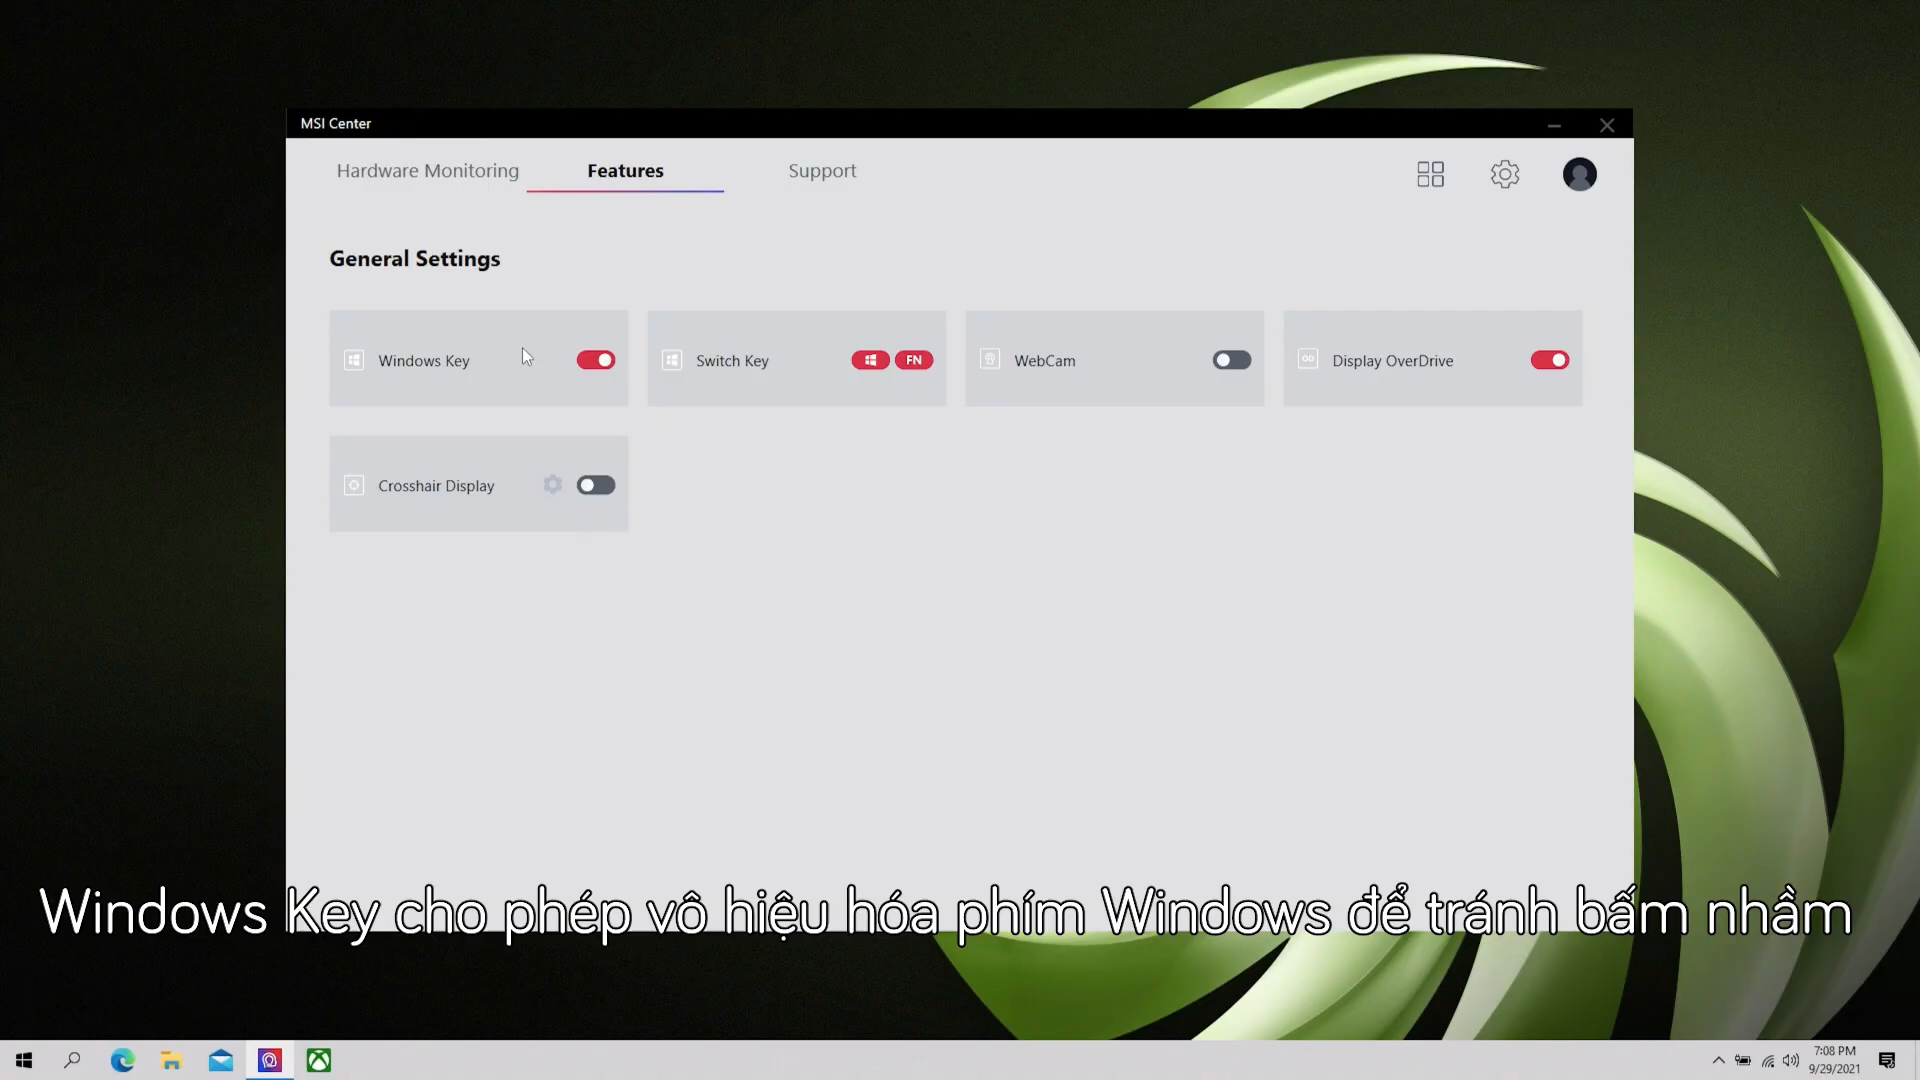 MSI Center
Hardware Monitoring
Features
Support
General Settings
Windows Key
Switch Key
FN
WebCam
OD
Display OverDrive
Crosshair Display
Windows Key cho phép vô hiệu hóa phím Windows để tránh bấm nhầm
7:08 PM
9/29/2021